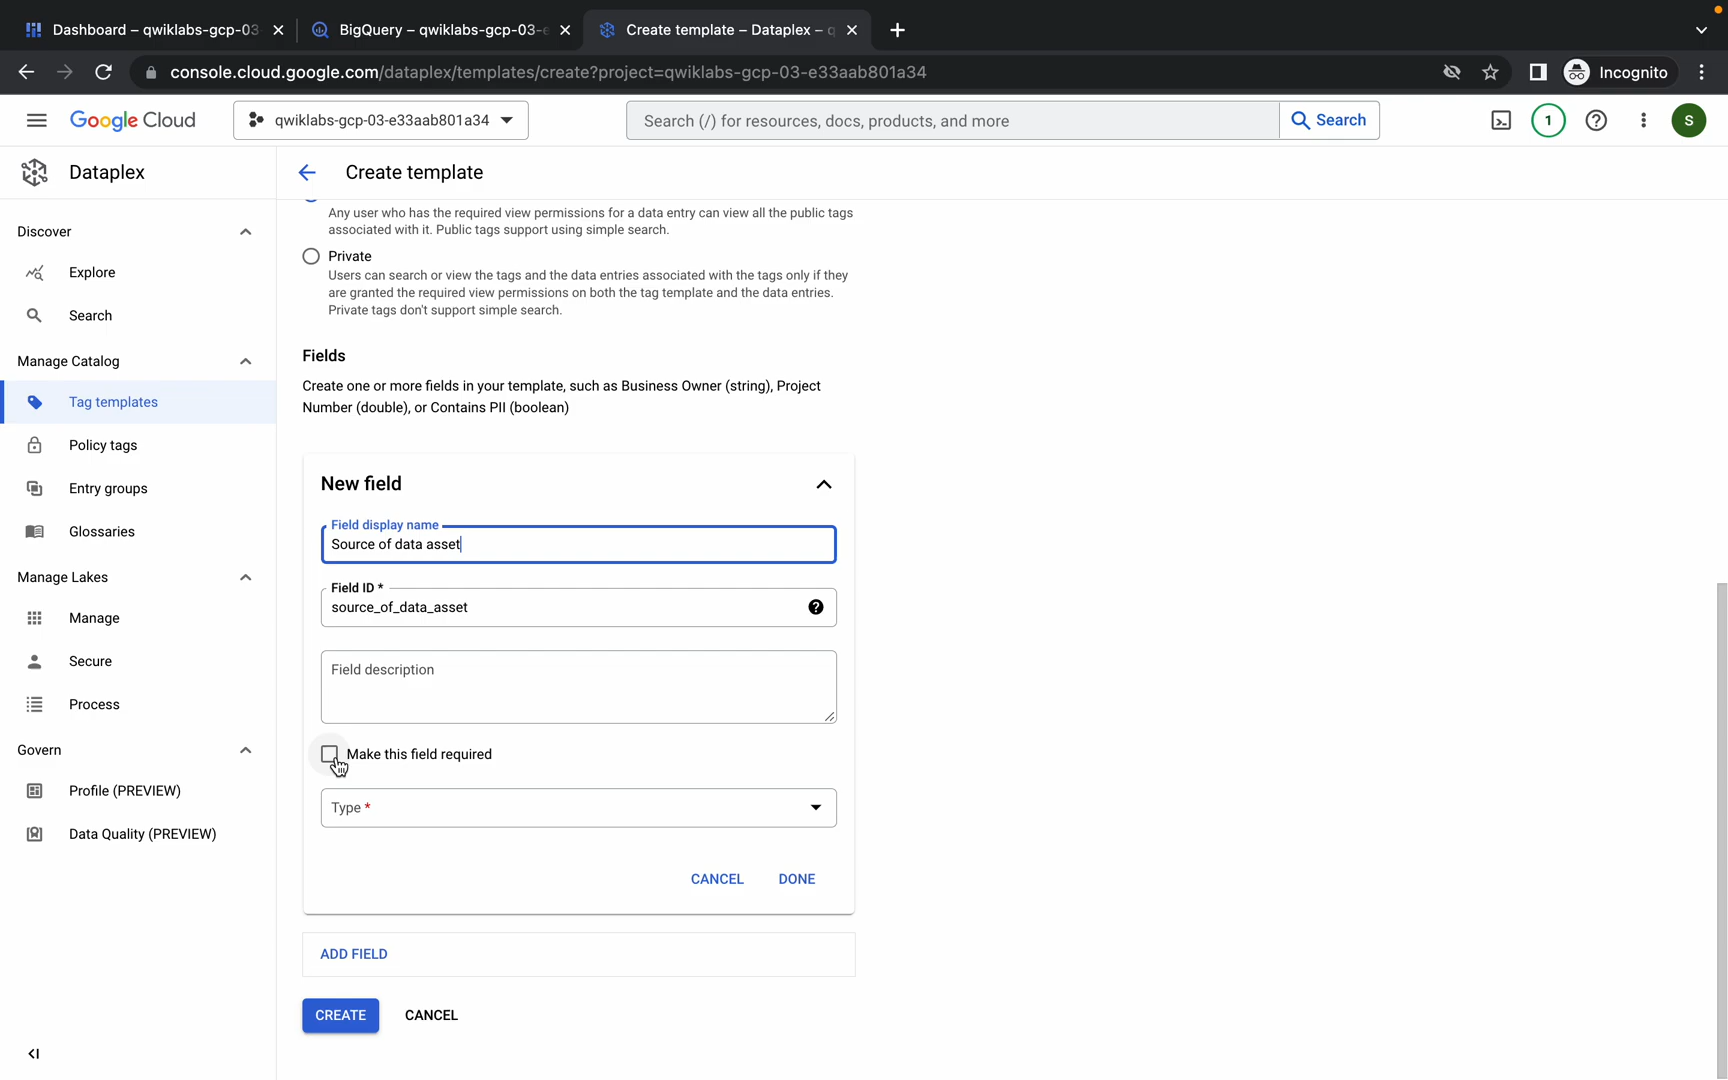 Dashboard – qwiklabs-gcp-03
BigQuery – qwiklabs-gcp-03-e
Create template – Dataplex – q
console.cloud.google.com/dataplex/templates/create?project=qwiklabs-gcp-03-e33aab801a34
Incognito
Google Cloud
qwiklabs-gcp-03-e33aab801a34
Search (/) for resources, docs, products, and more
Search
1
S
Dataplex
Create template
Discover
Explore
Search
Manage Catalog
Tag templates
Policy tags
Entry groups
Glossaries
Manage Lakes
Manage
Secure
Process
Govern
Profile (PREVIEW)
Data Quality (PREVIEW)
Any user who has the required view permissions for a data entry can view all the public tags
associated with it. Public tags support using simple search.
Private
Users can search or view the tags and the data entries associated with the tags only if they
are granted the required view permissions on both the tag template and the data entries.
Private tags don't support simple search.
Fields
Create one or more fields in your template, such as Business Owner (string), Project
Number (double), or Contains PII (boolean)
New field
Field display name
Source of data asset
Field ID *
source_of_data_asset
Field description
Make this field required
Type *
CANCEL
DONE
ADD FIELD
CREATE
CANCEL